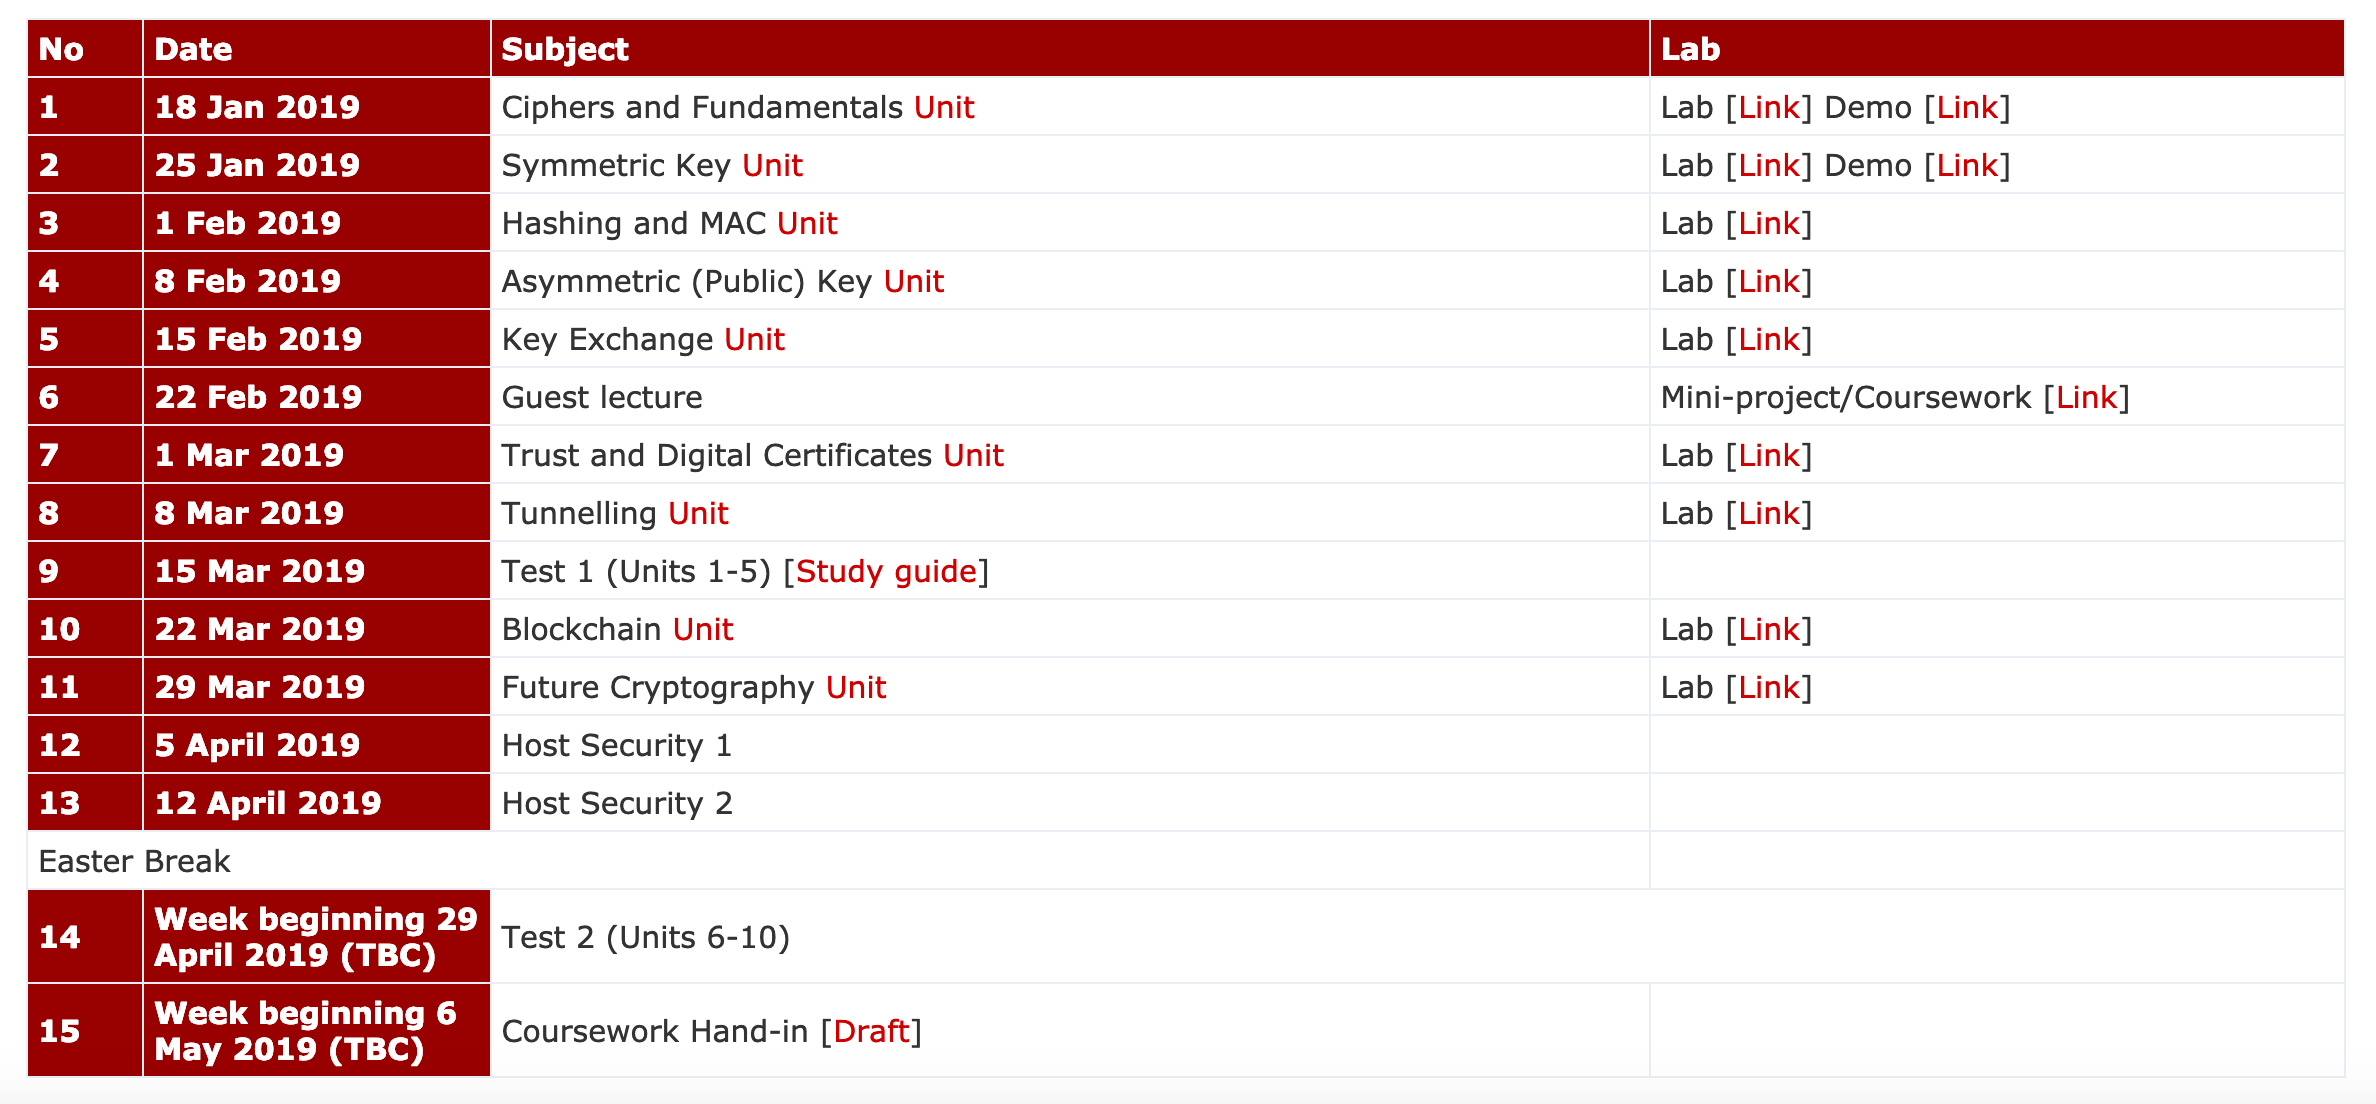 No Date Subject Lab
1 18 Jan 2019 Ciphers and Fundamentals Unit Lab [Link] Demo [Link]
2 25 Jan 2019 Symmetric Key Unit Lab [Link] Demo [Link]
3 1 Feb 2019 Hashing and MAC Unit Lab [Link]
4 8 Feb 2019 Asymmetric (Public) Key Unit Lab [Link]
5 15 Feb 2019 Key Exchange Unit Lab [Link]
6 22 Feb 2019 Guest lecture Mini-project/Coursework [Link]
7 1 Mar 2019 Trust and Digital Certificates Unit Lab [Link]
8 8 Mar 2019 Tunnelling Unit Lab [Link]
9 15 Mar 2019 Test 1 (Units 1-5) [Study guide]
10 22 Mar 2019 Blockchain Unit Lab [Link]
11 29 Mar 2019 Future Cryptography Unit Lab [Link]
12 5 April 2019 Host Security 1
13 12 April 2019 Host Security 2
Easter Break
14 Week beginning 29
April 2019 (TBC) Test 2 (Units 6-10)
15 Week beginning 6
May 2019 (TBC) Coursework Hand-in [Draft]